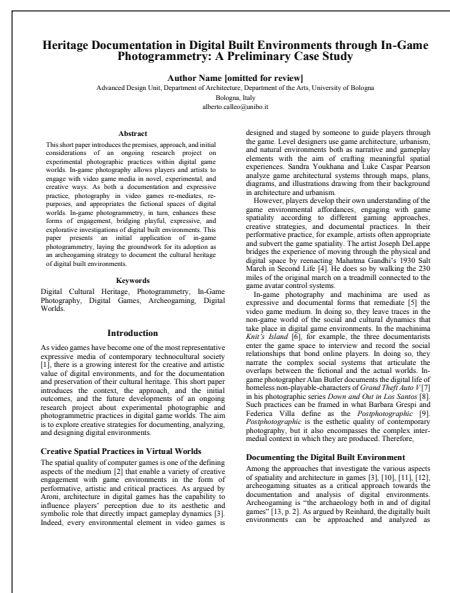 Heritage Documentation in Digital Built Environments through In-Game
Photogrammetry: A Preliminary Case Study
Author Name [omitted for review]
Advanced Design Unit, Department of Architecture, Department of the Arts, University of Bologna
Bologna, Italy
alberto.calleo@unibo.it
Abstract
This short paper introduces the premises, approach, and initial
considerations of an ongoing research project on
experimental photographic practices within digital game
worlds. In-game photography allows players and artists to
engage with video game media in novel, experimental, and
creative ways. As both a documentation and expressive
practice, photography in video games re-mediates, re-
purposes, and appropriates the fictional spaces of digital
worlds. In-game photogrammetry, in turn, enhances these
forms of engagement, bridging playful, expressive, and
explorative investigations of digital built environments. This
paper presents an initial application of in-game
photogrammetry, laying the groundwork for its adoption as
an archeogaming strategy to document the cultural heritage
of digital built environments.
Keywords
Digital Cultural Heritage, Photogrammetry, In-Game
Photography, Digital Games, Archeogaming, Digital
Worlds.
Introduction
As video games have become one of the most representative
expressive media of contemporary technocultural society
[1], there is a growing interest for the creative and artistic
value of digital environments, and for the documentation
and preservation of their cultural heritage. This short paper
introduces the context, the approach, and the initial
outcomes, and the future developments of an ongoing
research project about experimental photographic and
photogrammetric practices in digital game worlds. The aim
is to explore creative strategies for documenting, analyzing,
and designing digital environments.
Creative Spatial Practices in Virtual Worlds
The spatial quality of computer games is one of the defining
aspects of the medium [2] that enable a variety of creative
engagement with game environments in the form of
performative, artistic and critical practices. As argued by
Aroni, architecture in digital games has the capability to
influence players’ perception due to its aesthetic and
symbolic role that directly impact gameplay dynamics [3].
Indeed, every environmental element in video games is
designed and staged by someone to guide players through
the game. Level designers use game architecture, urbanism,
and natural environments both as narrative and gameplay
elements with the aim of crafting meaningful spatial
experiences. Sandra Youkhana and Luke Caspar Pearson
analyze game architectural systems through maps, plans,
diagrams, and illustrations drawing from their background
in architecture and urbanism.
However, players develop their own understanding of the
game environmental affordances, engaging with game
spatiality according to different gaming approaches,
creative strategies, and documental practices. In their
performative practice, for example, artists often appropriate
and subvert the game spatiality. The artist Joseph DeLappe
bridges the experience of moving through the physical and
digital space by reenacting Mahatma Gandhi’s 1930 Salt
March in Second Life [4]. He does so by walking the 230
miles of the original march on a treadmill connected to the
game avatar control systems.
In-game photography and machinima are used as
expressive and documental forms that remediate [5] the
video game medium. In doing so, they leave traces in the
non-game world of the social and cultural dynamics that
take place in digital game environments. In the machinima
Knit’s Island [6], for example, the three documentarists
enter the game space to interview and record the social
relationships that bond online players. In doing so, they
narrate the complex social systems that articulate the
overlaps between the fictional and the actual worlds. In-
game photographer Alan Butler documents the digital life of
homeless non-playable-characters of Grand Theft Auto V [7]
in his photographic series Down and Out in Los Santos [8].
Such practices can be framed in what Barbara Grespi and
Federica Villa define as the Postphotographic [9].
Postphotographic is the esthetic quality of contemporary
photography, but it also encompasses the complex inter-
medial context in which they are produced. Therefore,
Documenting the Digital Built Environment
Among the approaches that investigate the various aspects
of spatiality and architecture in games [3], [10], [11], [12],
archeogaming situates as a critical approach towards the
documentation and analysis of digital environments.
Archeogaming is “the archaeology both in and of digital
games” [13, p. 2]. As argued by Reinhard, the digitally built
environments can be approached and analyzed as